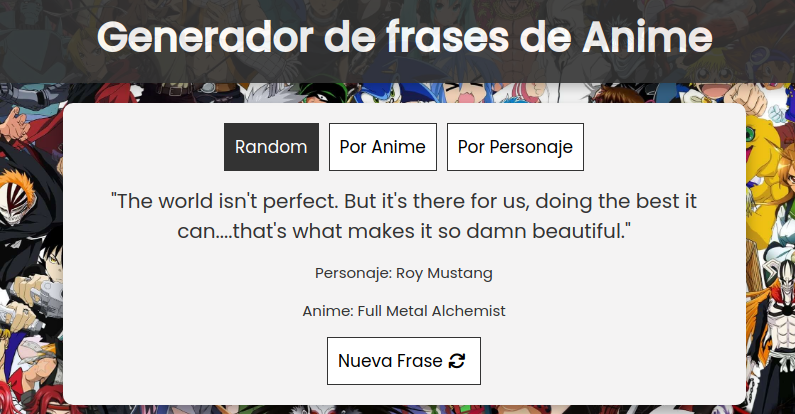 Generador de frases de Anime
Random Por Anime Por Personaje
"The world isn't perfect. But it's there for us, doing the best it
can....that's what makes it so damn beautiful."
Personaje: Roy Mustang
Anime: Full Metal Alchemist
Nueva Frase